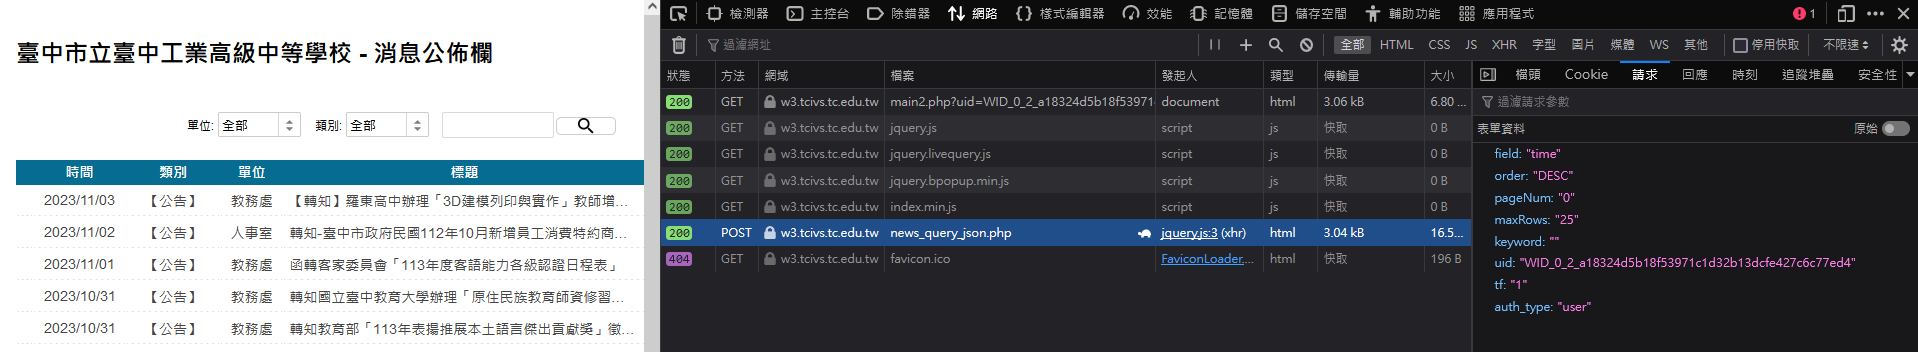 臺中市立臺中工業高級中等學校 - 消息公佈欄
單位: 全部 類別: 全部
時間 類別 單位 標題
2023/11/03 【公告】 教務處 【轉知】羅東高中辦理「3D建模列印與實作」教師增...
2023/11/02 【公告】 人事室 轉知-臺中市政府民國112年10月新增員工消費特約商...
2023/11/01 【公告】 教務處 函轉客家委員會「113年度客語能力各級認證日程表」
2023/10/31 【公告】 教務處 轉知國立臺中教育大學辦理「原住民族教育師資修習...
2023/10/31 【公告】 教務處 轉知教育部「113年表揚推展本土語言傑出貢獻獎」徵...
檢測器 主控台 除錯器 網路 樣式編輯器 效能 記憶體 儲存空間 輔助功能 應用程式 1
過濾網址 全部 HTML CSS JS XHR 字型 圖片 媒體 WS 其他 停用快取 不限速
狀態 方法 網域 檔案 發起人 類型 傳輸量 大小
200 GET w3.tcivs.tc.edu.tw main2.php?uid=WID_0_2_a18324d5b18f53971c document html 3.06 kB 6.80 ...
200 GET w3.tcivs.tc.edu.tw jquery.js script js 快取 0 B
200 GET w3.tcivs.tc.edu.tw jquery.livequery.js script js 快取 0 B
200 GET w3.tcivs.tc.edu.tw jquery.bpopup.min.js script js 快取 0 B
200 GET w3.tcivs.tc.edu.tw index.min.js script js 快取 0 B
200 POST w3.tcivs.tc.edu.tw news_query_json.php jquery.js:3 (xhr) html 3.04 kB 16.5...
404 GET w3.tcivs.tc.edu.tw favicon.ico FaviconLoader.... html 快取 196 B
檔頭 Cookie 請求 回應 時刻 追蹤堆疊 安全性
過濾請求參數
表單資料 原始
field: "time"
order: "DESC"
pageNum: "0"
maxRows: "25"
keyword: ""
uid: "WID_0_2_a18324d5b18f53971c1d32b13dcfe427c6c77ed4"
tf: "1"
auth_type: "user"